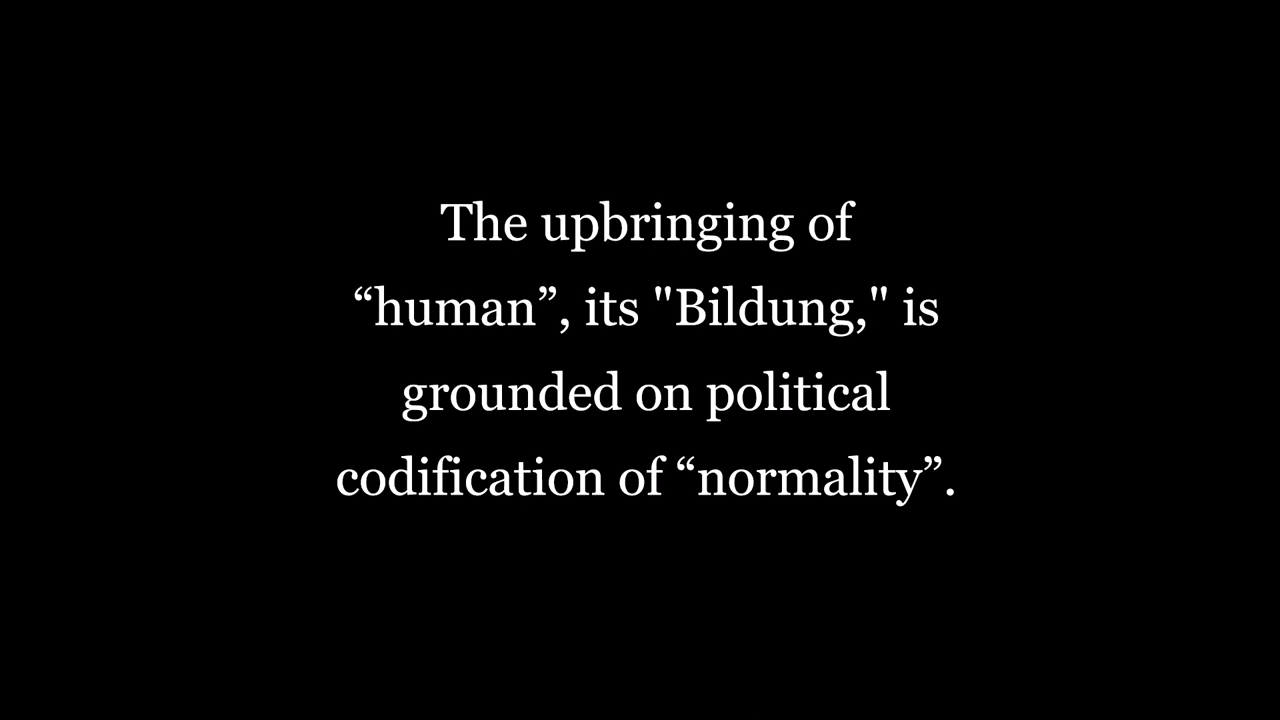 The upbringing of
“human”, its "Bildung," is
grounded on political
codification of “normality”.